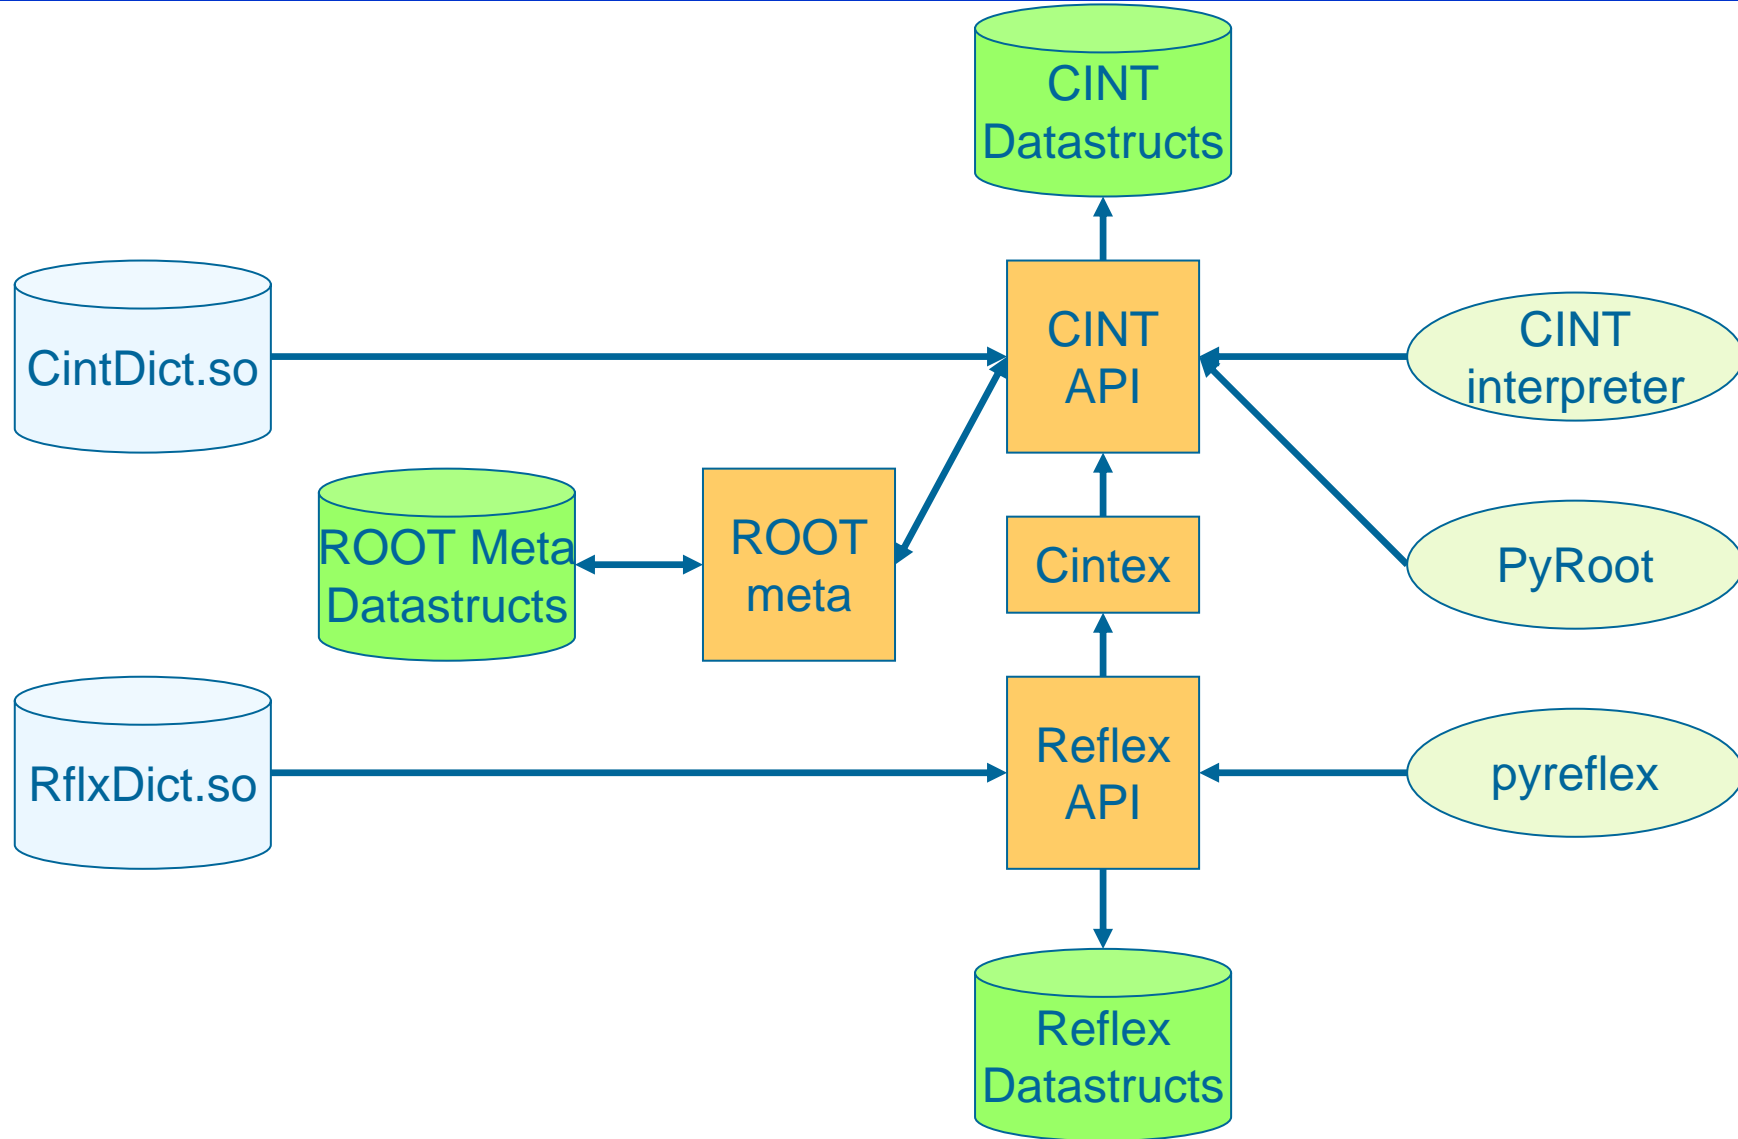 CINT
Datastructs
CintDict.so
CINT
API
CINT
interpreter
ROOT Meta
Datastructs
ROOT
meta
Cintex
PyRoot
RflxDict.so
Reflex
API
pyreflex
Reflex
Datastructs